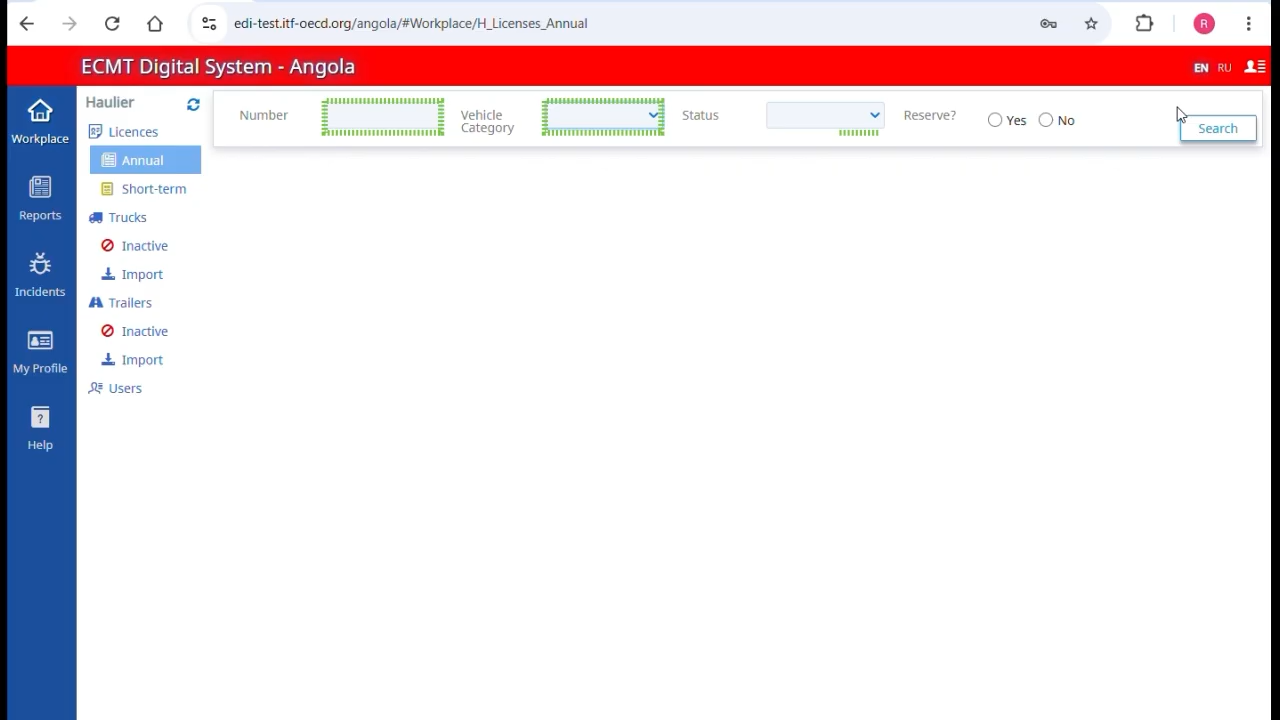 edi-test.itf-oecd.org/angola/#Workplace/H_Licenses_Annual
R
ECMT Digital System - Angola
EN RU
Workplace
Reports
Incidents
My Profile
Help
Haulier
Licences
Annual
Short-term
Trucks
Inactive
Import
Trailers
Inactive
Import
Users
Number
Vehicle
Category
Status
Reserve?
Yes
No
Search